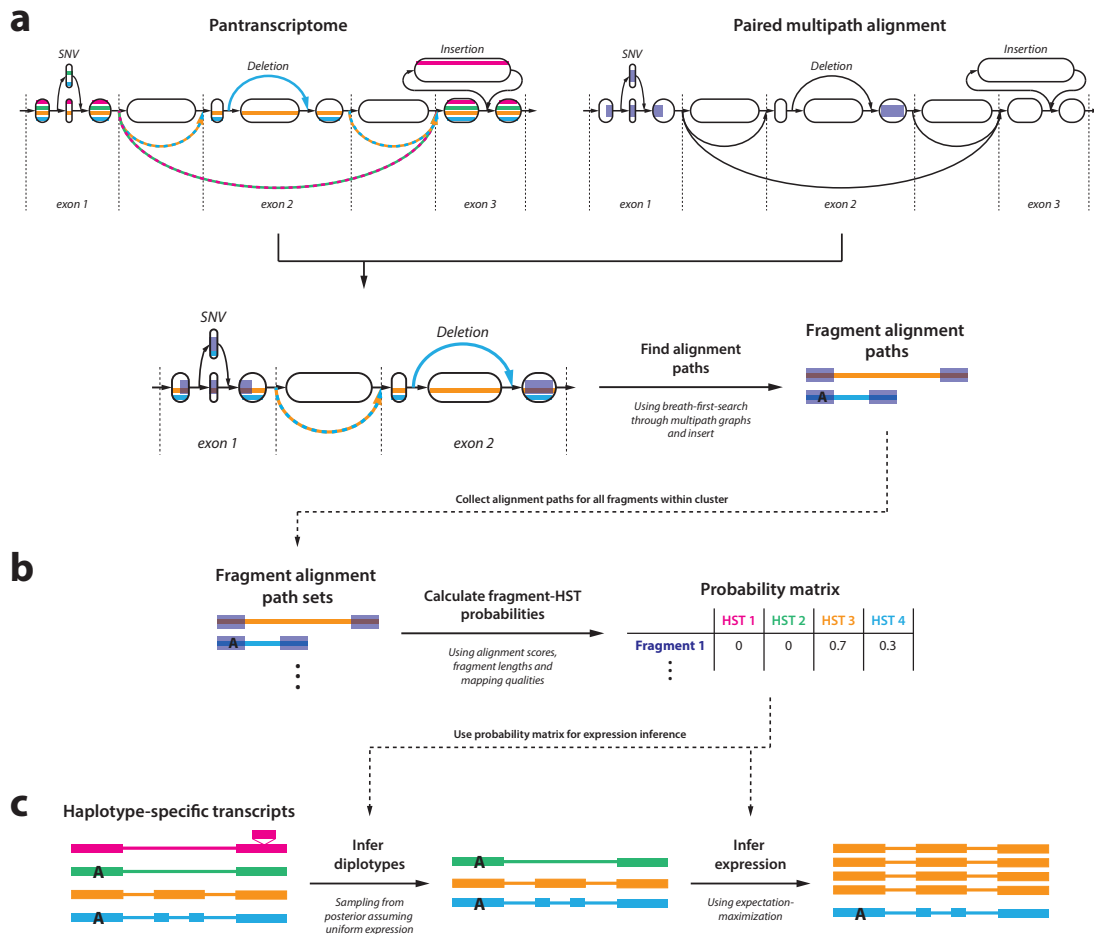 a
Pantranscriptome
Paired multipath alignment
SNV
Deletion
Insertion
SNV
Deletion
Insertion
exon 1
exon 2
exon 3
exon 1
exon 2
exon 3
SNV
Deletion
exon 1
exon 2
Find alignment
paths
Using breath-first-search
through multipath graphs
and insert
Fragment alignment
paths
A
Collect alignment paths for all fragments within cluster
b
Fragment alignment
path sets
A
Calculate fragment-HST
probabilities
Using alignment scores,
fragment lengths and
mapping qualities
Probability matrix
HST 1 HST 2 HST 3 HST 4
Fragment 1 0 0 0.7 0.3
Use probability matrix for expression inference
c
Haplotype-specific transcripts
A
A
Infer
diplotypes
Sampling from
posterior assuming
uniform expression
A
A
Infer
expression
Using expectation-
maximization
A